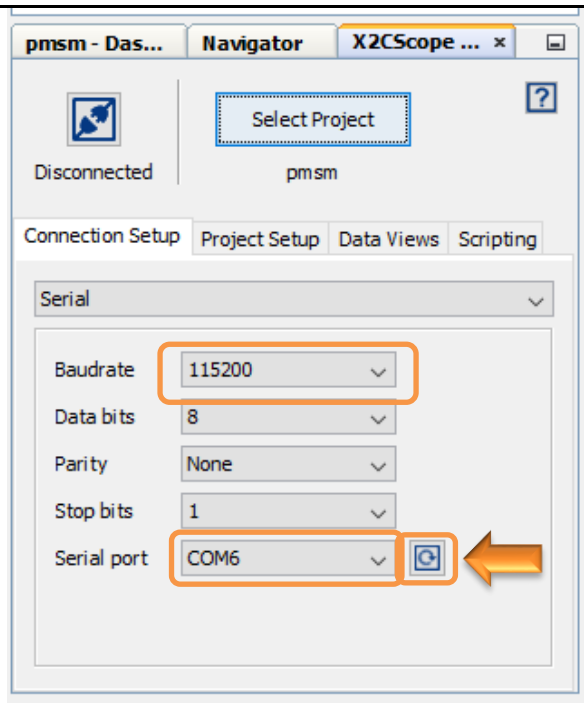 pmsm - Das... Navigator X2CScope ... ×
Select Project ?
Disconnected pmsm
Connection Setup Project Setup Data Views Scripting
Serial
Baudrate 115200
Data bits 8
Parity None
Stop bits 1
Serial port COM6